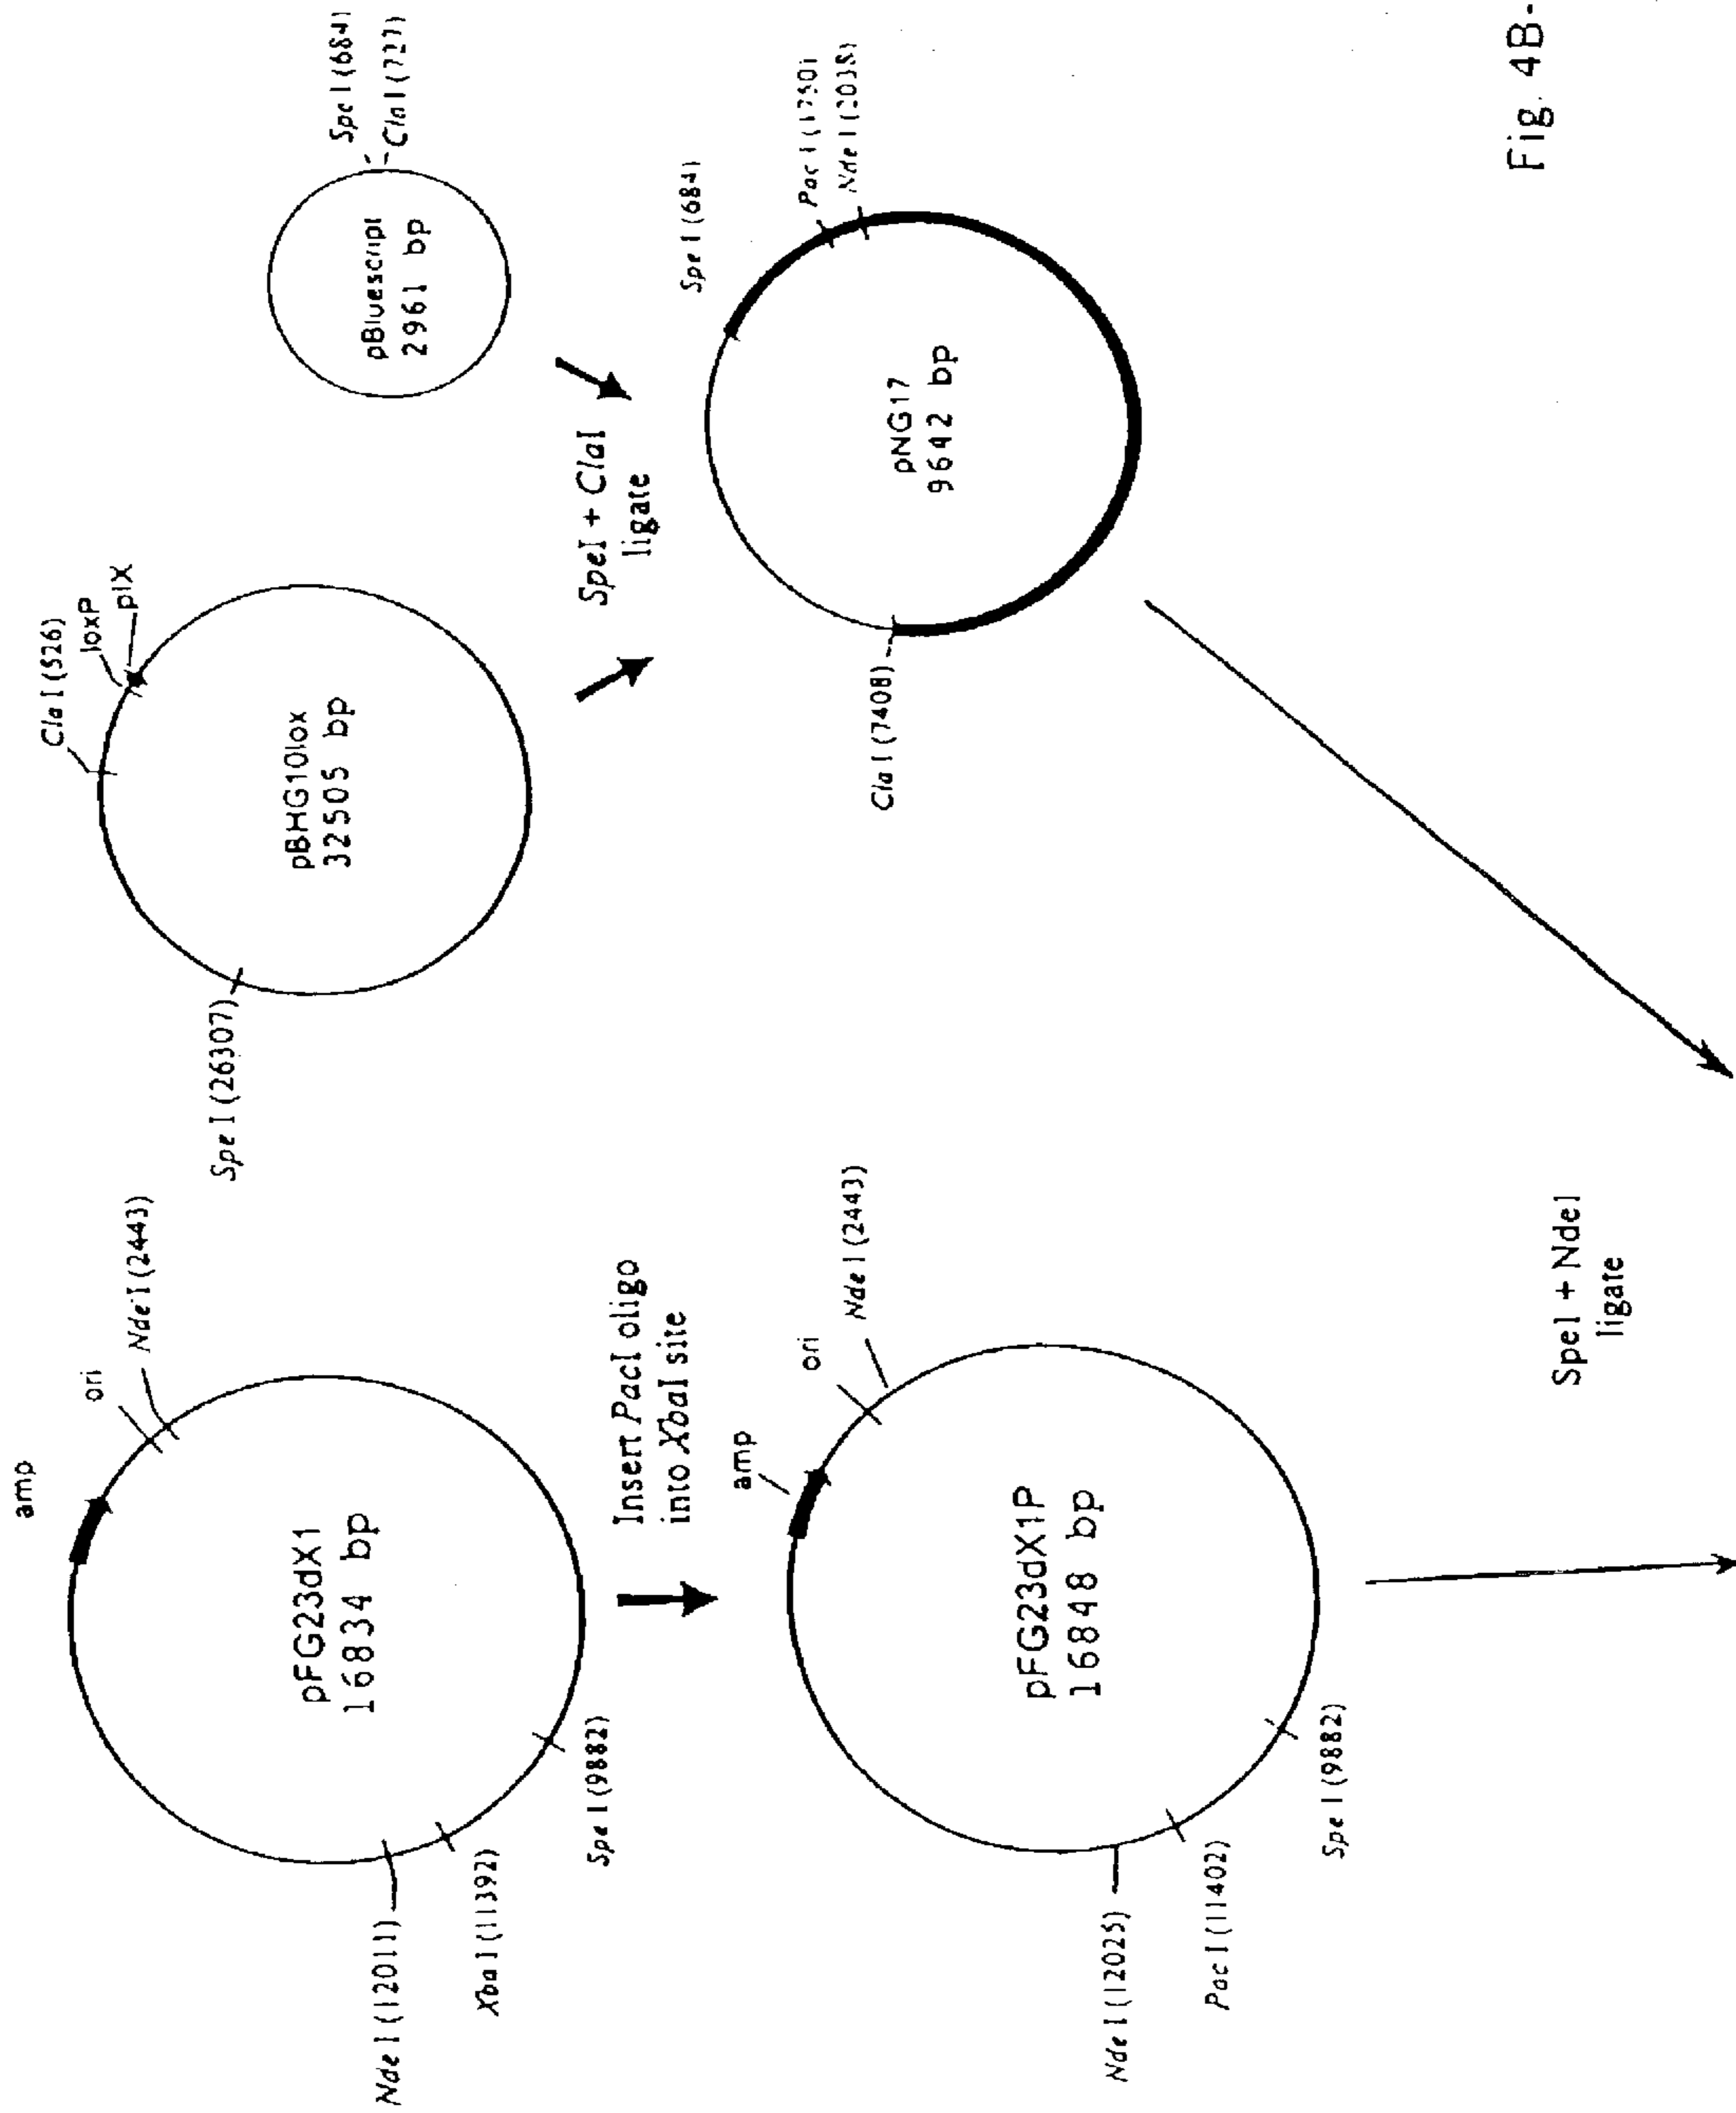 amp
ori
Nde I (2443)
pFG23dX1
16834 bp
Nde I (12011)
Xba I (11392)
Spe I (9882)
Insert PacI oligo
into XbaI site
amp
ori
Nde I (2443)
pFG23dX1P
16848 bp
Nde I (12025)
Pac I (11402)
Spe I (9882)
SpeI + NdeI
ligate
Cla I (526)
loxP
pIX
pBHG10lox
32505 bp
Spe I (26307)
Spe I (684)
Cla I (727)
pBluescript
2961 bp
SpeI + ClaI
ligate
Spe I (684)
Pac I
Nde I (2038)
pNG17
9642 bp
Cla I (7408)
Fig. 4B-